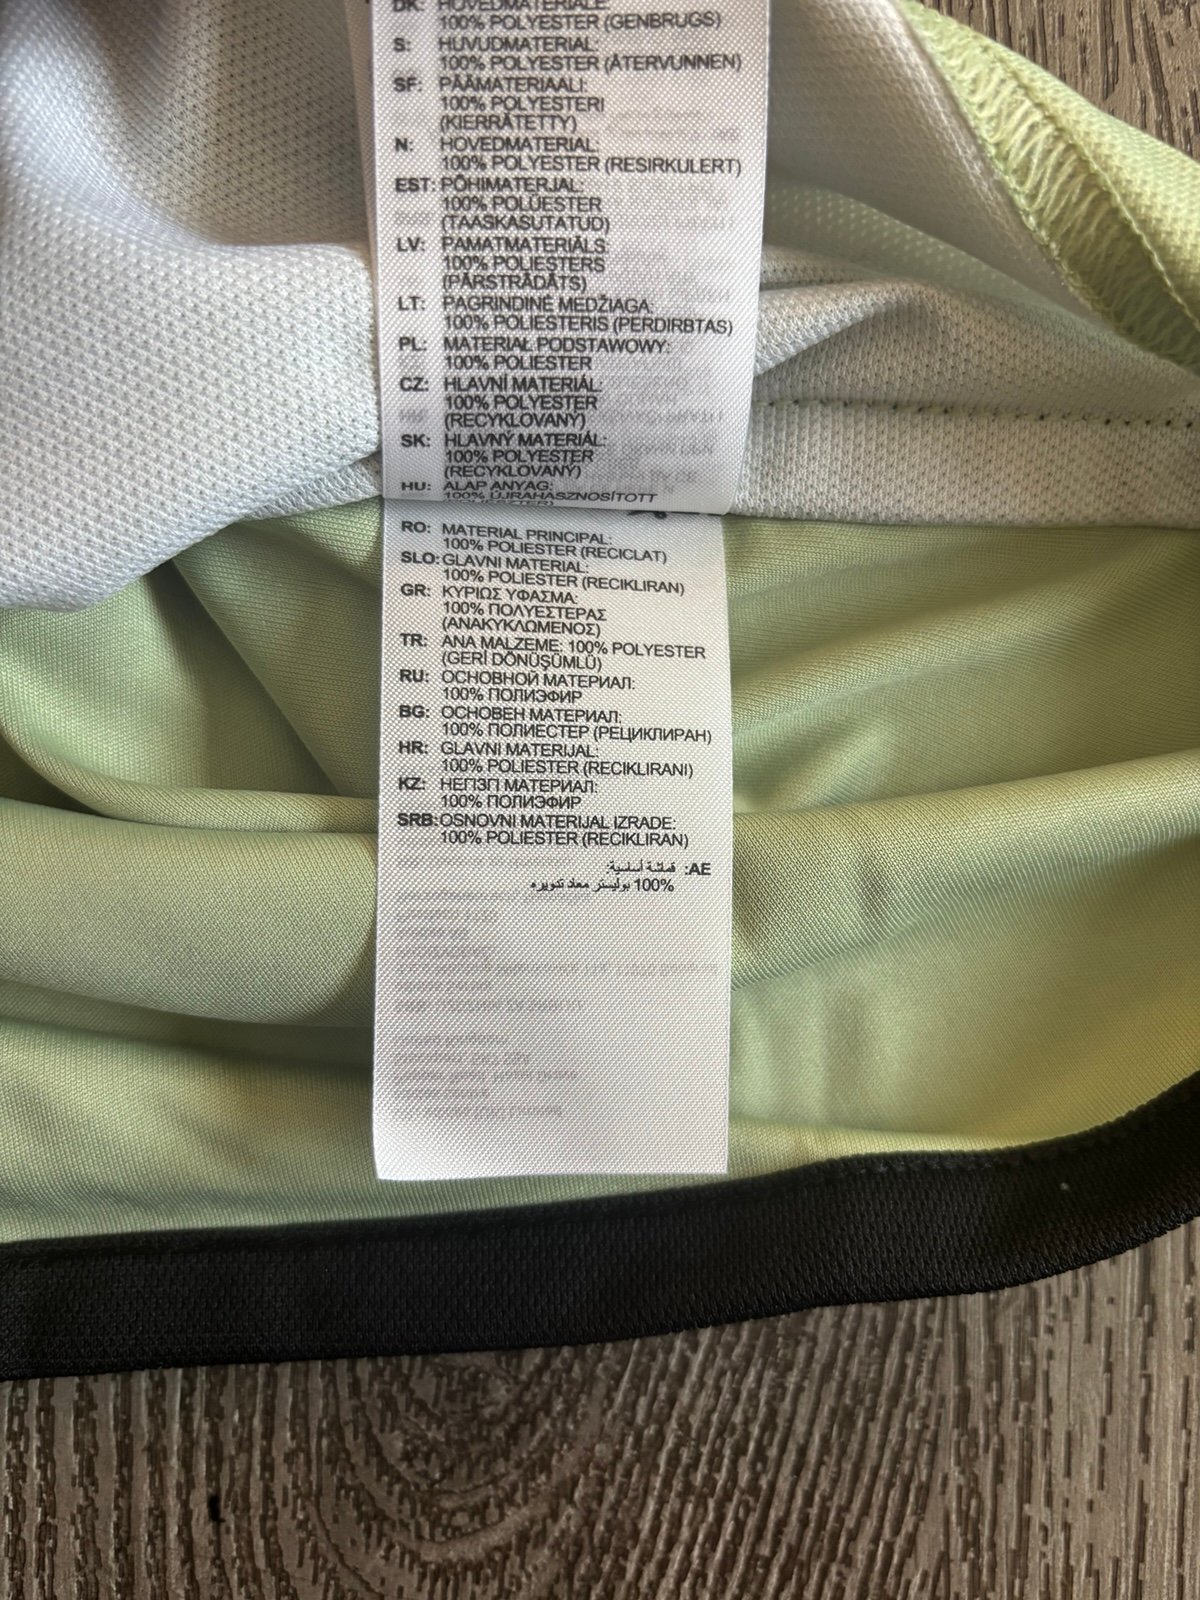 DK: HOVEDMATERIALE:
100% POLYESTER (GENBRUGS)
S: HUVUDMATERIAL:
100% POLYESTER (ÅTERVUNNEN)
SF: PÄÄMATERIAALI:
100% POLYESTERI
(KIERRÄTETTY)
N: HOVEDMATERIAL:
100% POLYESTER (RESIRKULERT)
EST: PÕHIMATERJAL:
100% POLÜESTER
(TAASKASUTATUD)
LV: PAMATMATERIĀLS:
100% POLIESTERS
(PĀRSTRĀDĀTS)
LT: PAGRINDINĖ MEDŽIAGA:
100% POLIESTERIS (PERDIRBTAS)
PL: MATERIAŁ PODSTAWOWY:
100% POLIESTER
CZ: HLAVNÍ MATERIÁL:
100% POLYESTER
(RECYKLOVANÝ)
SK: HLAVNÝ MATERIÁL:
100% POLYESTER
(RECYKLOVANÝ)
HU: ALAP ANYAG:
100% ÚJRAHASZNOSÍTOTT
RO: MATERIAL PRINCIPAL:
100% POLIESTER (RECICLAT)
SLO: GLAVNI MATERIAL:
100% POLIESTER (RECIKLIRAN)
GR: ΚΥΡΙΩΣ ΥΦΑΣΜΑ:
100% ΠΟΛΥΕΣΤΕΡΑΣ
(ΑΝΑΚΥΚΛΩΜΕΝΟΣ)
TR: ANA MALZEME: 100% POLYESTER
(GERİ DÖNÜŞÜMLÜ)
RU: ОСНОВНОЙ МАТЕРИАЛ:
100% ПОЛИЭФИР
BG: ОСНОВЕН МАТЕРИАЛ:
100% ПОЛИЕСТЕР (РЕЦИКЛИРАН)
HR: GLAVNI MATERIJAL:
100% POLIESTER (RECIKLIRANI)
KZ: НЕГІЗГІ МАТЕРИАЛ:
100% ПОЛИЭФИР
SRB: OSNOVNI MATERIJAL IZRADE:
100% POLIESTER (RECIKLIRAN)
AE: قماشة أساسية:
100% بوليستر معاد تدويره